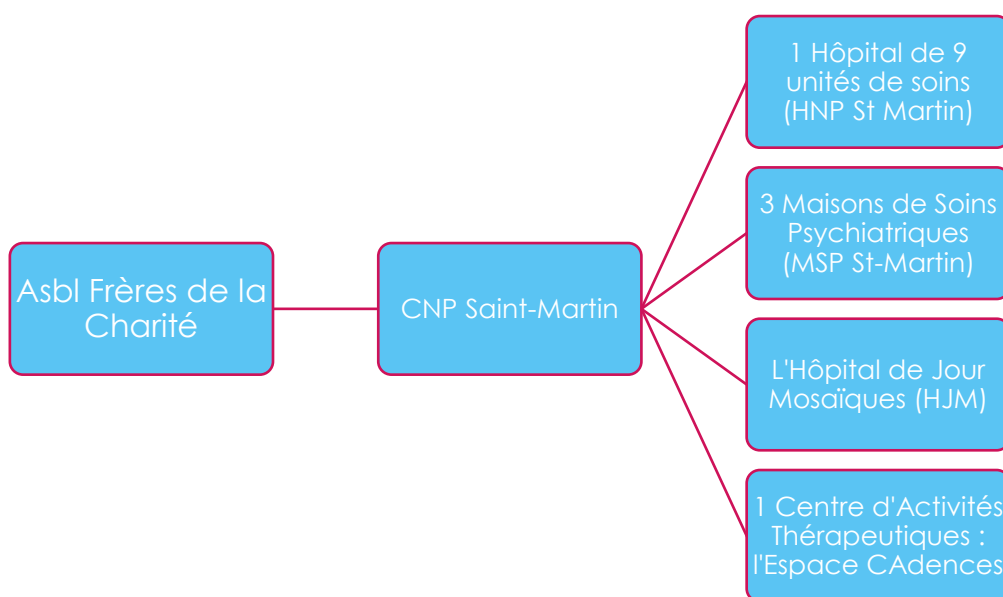 1 Hôpital de 9
unités de soins
(HNP St Martin)
3 Maisons de Soins
Psychiatriques
(MSP St-Martin)
Asbl Frères de la
Charité
CNP Saint-Martin
L'Hôpital de Jour
Mosaïques (HJM)
1 Centre d'Activités
Thérapeutiques :
l'Espace CAdences